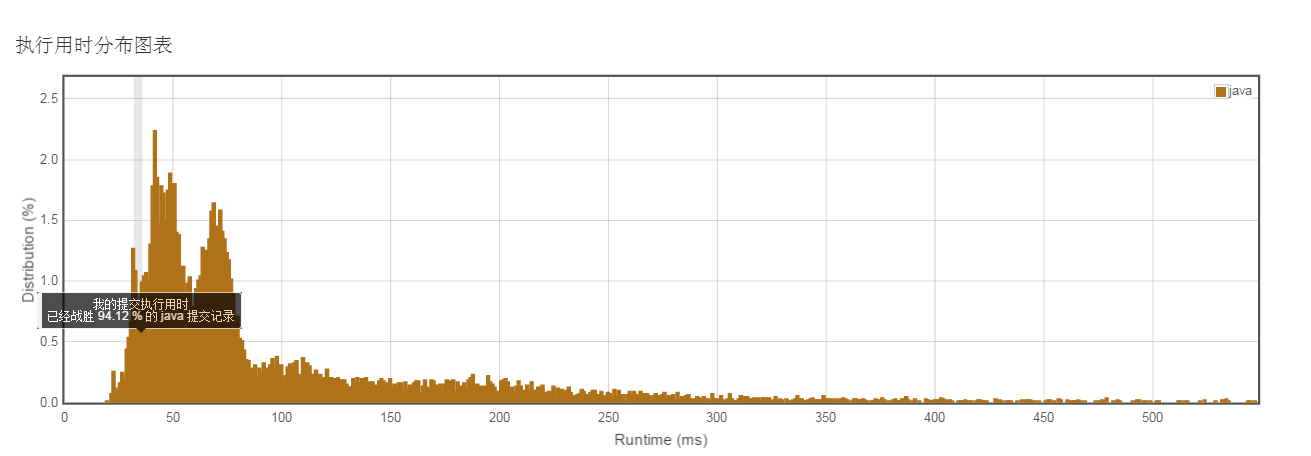 执行用时分布图表
java
2.5
2.0
1.5
1.0
0.5
0.0
Distribution (%)
我的提交执行用时
已经战胜 94.12 % 的 java 提交记录
0 50 100 150 200 250 300 350 400 450 500
Runtime (ms)